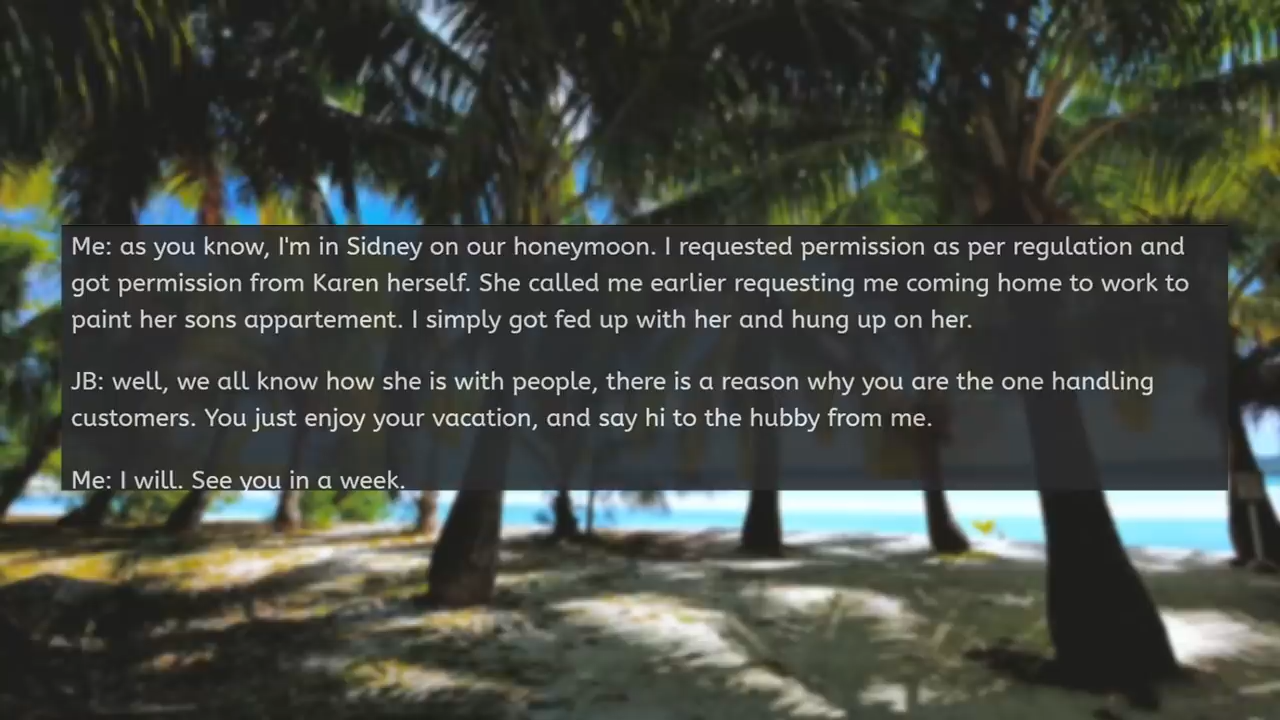 Me: as you know, I'm in Sidney on our honeymoon. I requested permission as per regulation and
got permission from Karen herself. She called me earlier requesting me coming home to work to
paint her sons appartement. I simply got fed up with her and hung up on her.
JB: well, we all know how she is with people, there is a reason why you are the one handling
customers. You just enjoy your vacation, and say hi to the hubby from me.
Me: I will. See you in a week.